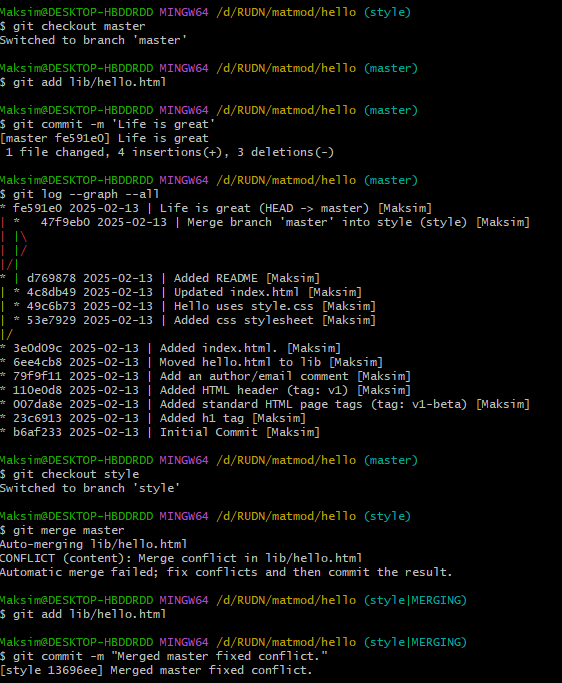 Maksim@DESKTOP-HBDDRDD MINGW64 /d/RUDN/matmod/hello (style)
$ git checkout master
Switched to branch 'master'

Maksim@DESKTOP-HBDDRDD MINGW64 /d/RUDN/matmod/hello (master)
$ git add lib/hello.html

Maksim@DESKTOP-HBDDRDD MINGW64 /d/RUDN/matmod/hello (master)
$ git commit -m 'Life is great'
[master fe591e0] Life is great
 1 file changed, 4 insertions(+), 3 deletions(-)

Maksim@DESKTOP-HBDDRDD MINGW64 /d/RUDN/matmod/hello (master)
$ git log --graph --all
* fe591e0 2025-02-13 | Life is great (HEAD -> master) [Maksim]
| *   47f9eb0 2025-02-13 | Merge branch 'master' into style (style) [Maksim]
| |\
| |/
|/|
* | d769878 2025-02-13 | Added README [Maksim]
| * 4c8db49 2025-02-13 | Updated index.html [Maksim]
| * 49c6b73 2025-02-13 | Hello uses style.css [Maksim]
| * 53e7929 2025-02-13 | Added css stylesheet [Maksim]
|/
* 3e0d09c 2025-02-13 | Added index.html. [Maksim]
* 6ee4cb8 2025-02-13 | Moved hello.html to lib [Maksim]
* 79f9f11 2025-02-13 | Add an author/email comment [Maksim]
* 110e0d8 2025-02-13 | Added HTML header (tag: v1) [Maksim]
* 007da8e 2025-02-13 | Added standard HTML page tags (tag: v1-beta) [Maksim]
* 23c6913 2025-02-13 | Added h1 tag [Maksim]
* b6af233 2025-02-13 | Initial Commit [Maksim]

Maksim@DESKTOP-HBDDRDD MINGW64 /d/RUDN/matmod/hello (master)
$ git checkout style
Switched to branch 'style'

Maksim@DESKTOP-HBDDRDD MINGW64 /d/RUDN/matmod/hello (style)
$ git merge master
Auto-merging lib/hello.html
CONFLICT (content): Merge conflict in lib/hello.html
Automatic merge failed; fix conflicts and then commit the result.

Maksim@DESKTOP-HBDDRDD MINGW64 /d/RUDN/matmod/hello (style|MERGING)
$ git add lib/hello.html

Maksim@DESKTOP-HBDDRDD MINGW64 /d/RUDN/matmod/hello (style|MERGING)
$ git commit -m "Merged master fixed conflict."
[style 13696ee] Merged master fixed conflict.